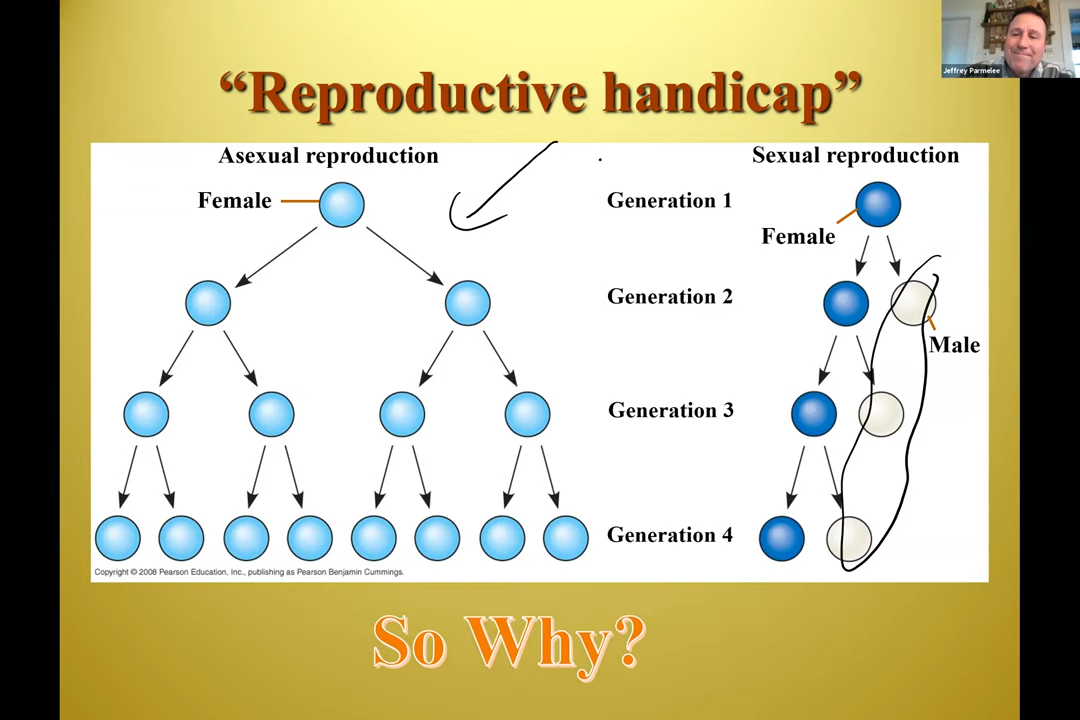 Jeffrey Parmelee
“Reproductive handicap”
Asexual reproduction
Sexual reproduction
Female
Generation 1
Female
Generation 2
Male
Generation 3
Generation 4
Copyright © 2008 Pearson Education, Inc., publishing as Pearson Benjamin Cummings.
So Why?